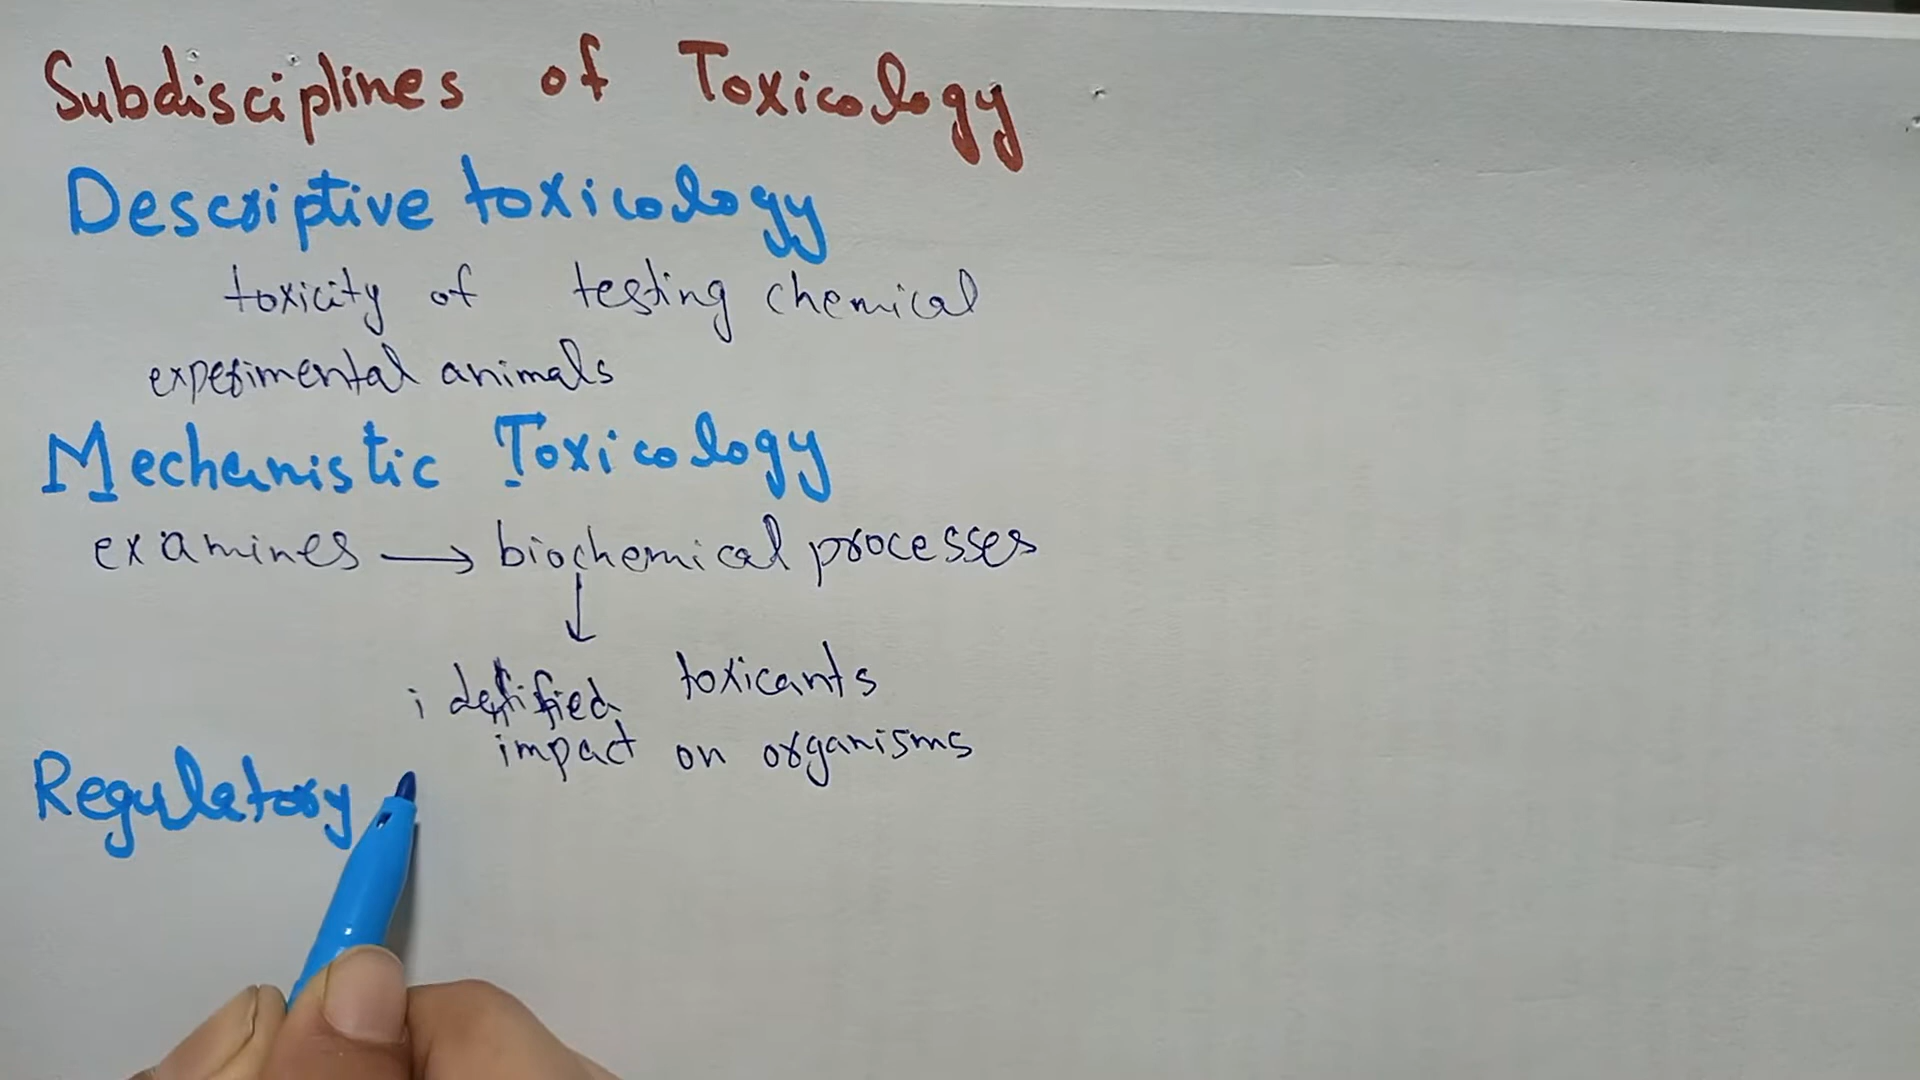 Subdisciplines of Toxicology
Descriptive toxicology
toxicity of testing chemical
experimental animals
Mechanistic Toxicology
examines → biochemical processes
↓
identified toxicants
impact on organisms
Regulatory